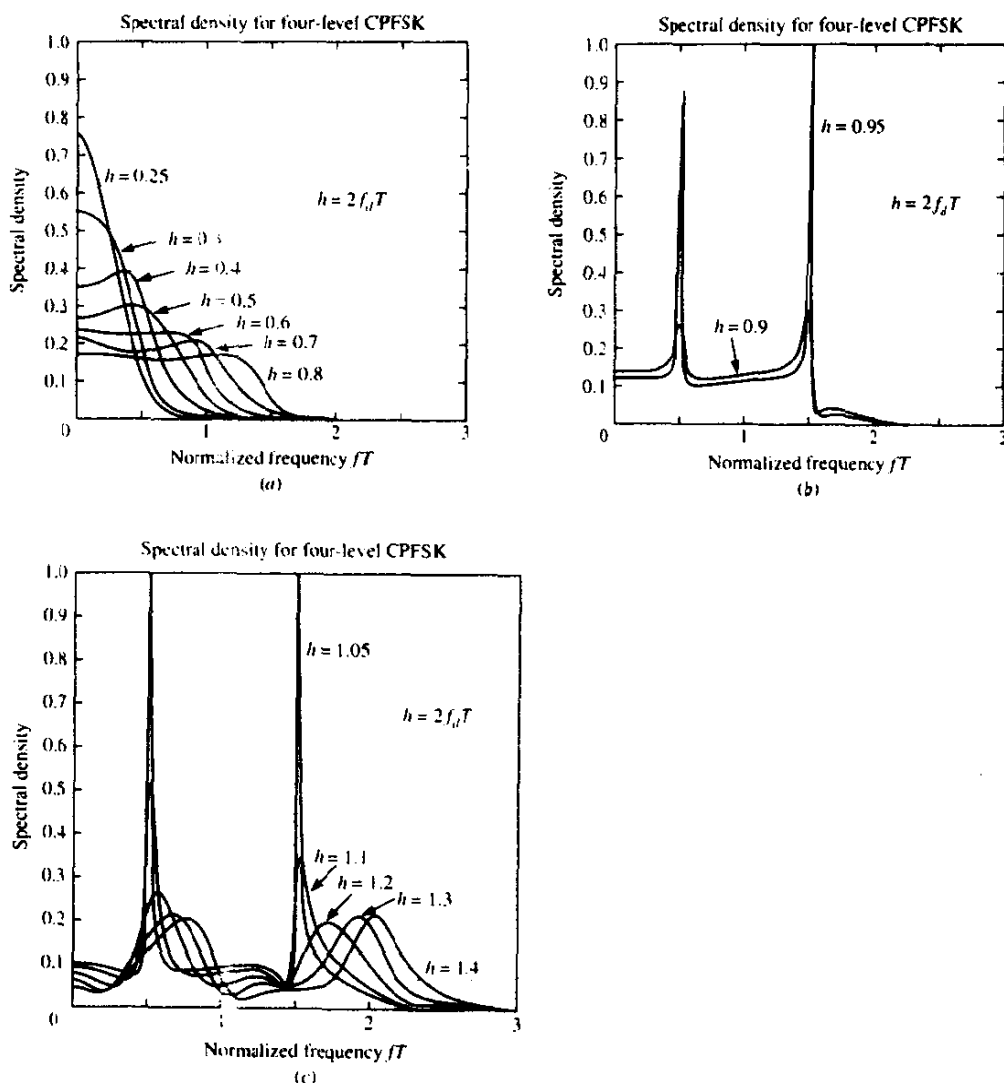 Spectral density for four-level CPFSK
1.0
0.9
0.8
0.7
0.6
0.5
0.4
0.3
0.2
0.1
0
Spectral density
h = 0.25
h = 2f_dT
h = 0.3
h = 0.4
h = 0.5
h = 0.6
h = 0.7
h = 0.8
1
2
3
Normalized frequency fT
(a)
Spectral density for four-level CPFSK
1.0
0.9
0.8
0.7
0.6
0.5
0.4
0.3
0.2
0.1
0
Spectral density
h = 0.95
h = 2f_dT
h = 0.9
1
2
3
Normalized frequency fT
(b)
Spectral density for four-level CPFSK
1.0
0.9
0.8
0.7
0.6
0.5
0.4
0.3
0.2
0.1
0
Spectral density
h = 1.05
h = 2f_dT
h = 1.1
h = 1.2
h = 1.3
h = 1.4
1
2
3
Normalized frequency fT
(c)